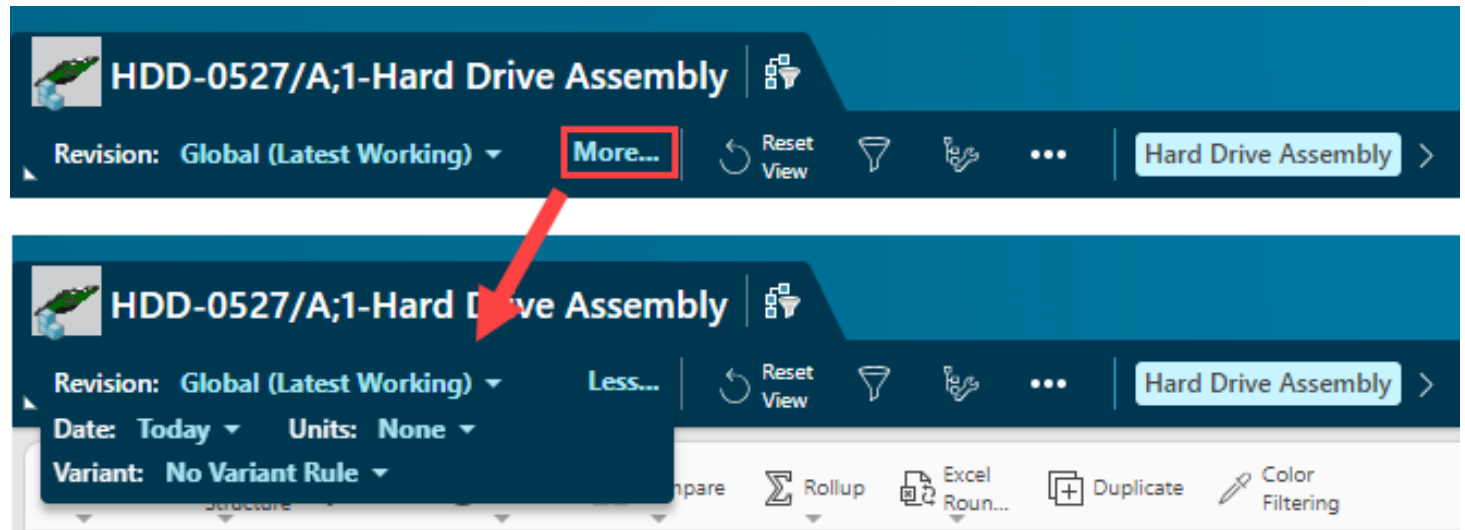 HDD-0527/A;1-Hard Drive Assembly
Revision: Global (Latest Working) More... Reset View Hard Drive Assembly
HDD-0527/A;1-Hard Drive Assembly
Revision: Global (Latest Working) Less... Reset View Hard Drive Assembly
Date: Today Units: None
Variant: No Variant Rule
Rollup Excel Roun... Duplicate Color Filtering